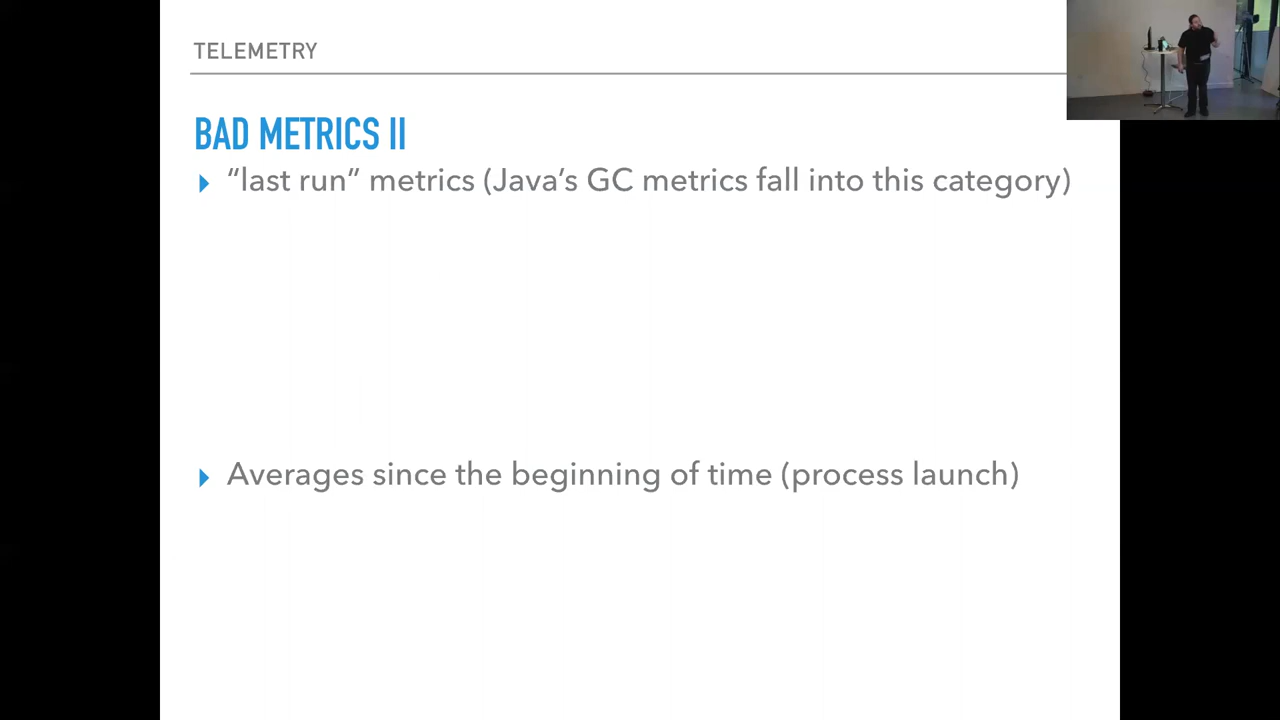 TELEMETRY
BAD METRICS II
“last run” metrics (Java’s GC metrics fall into this category)
Averages since the beginning of time (process launch)